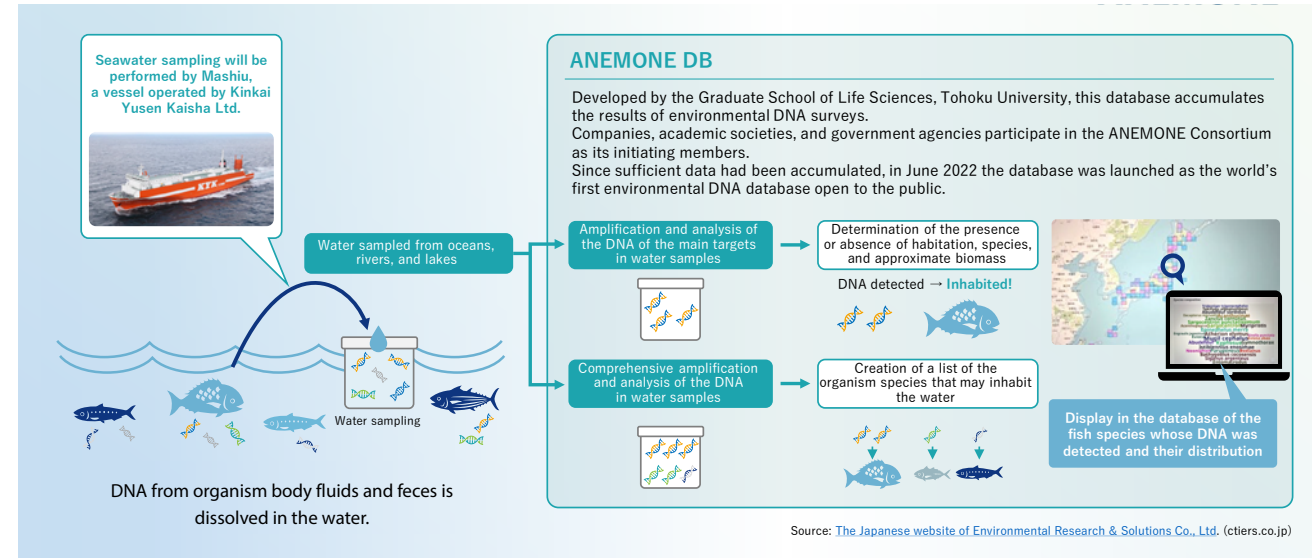 Seawater sampling will be
performed by Mashiu,
a vessel operated by Kinkai
Yusen Kaisha Ltd.
KYK
ANEMONE DB
Developed by the Graduate School of Life Sciences, Tohoku University, this database accumulates
the results of environmental DNA surveys.
Companies, academic societies, and government agencies participate in the ANEMONE Consortium
as its initiating members.
Since sufficient data had been accumulated, in June 2022 the database was launched as the world's
first environmental DNA database open to the public.
Water sampled from oceans,
rivers, and lakes
Amplification and analysis of
the DNA of the main targets
in water samples
Determination of the presence
or absence of habitation, species,
and approximate biomass
DNA detected → Inhabited!
Water sampling
Comprehensive amplification
and analysis of the DNA
in water samples
Creation of a list of the
organism species that may inhabit
the water
Display in the database of the
fish species whose DNA was
detected and their distribution
DNA from organism body fluids and feces is
dissolved in the water.
Source: The Japanese website of Environmental Research & Solutions Co., Ltd. (ctiers.co.jp)